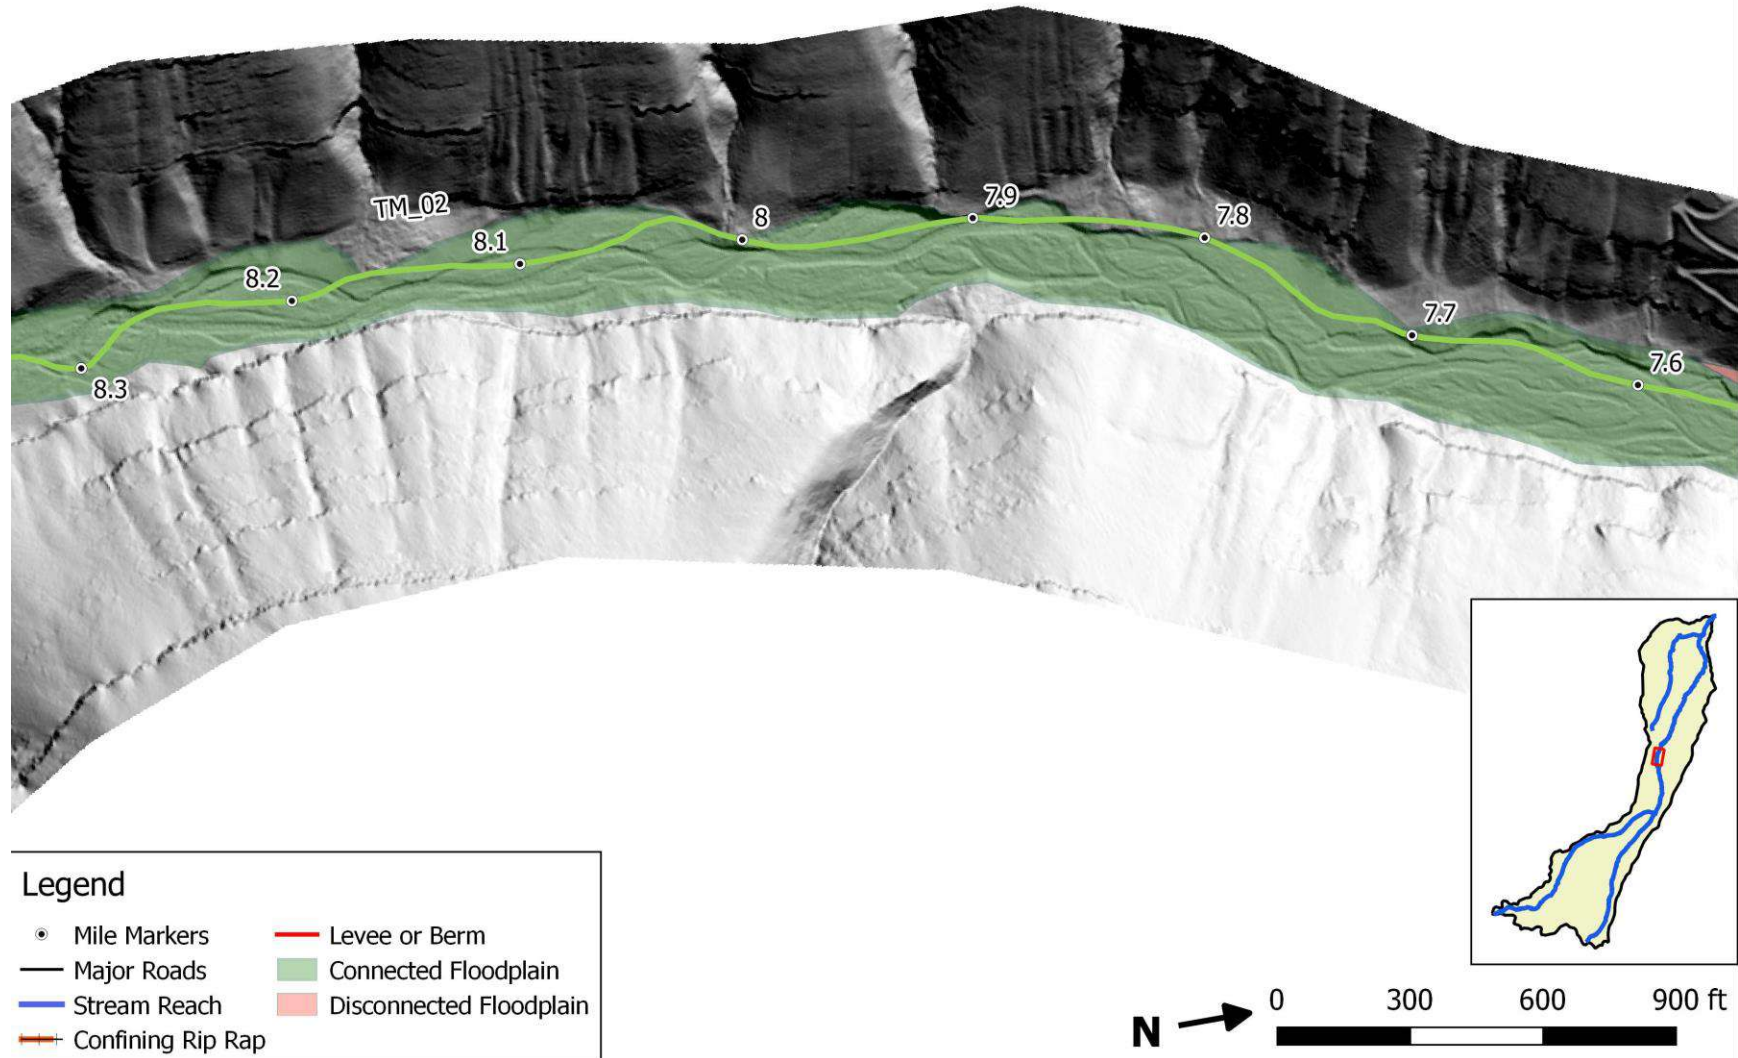 TM_02
8.3
8.2
8.1
8
7.9
7.8
7.7
7.6
Legend
Mile Markers
Major Roads
Stream Reach
Confining Rip Rap
Levee or Berm
Connected Floodplain
Disconnected Floodplain
N
0 300 600 900 ft